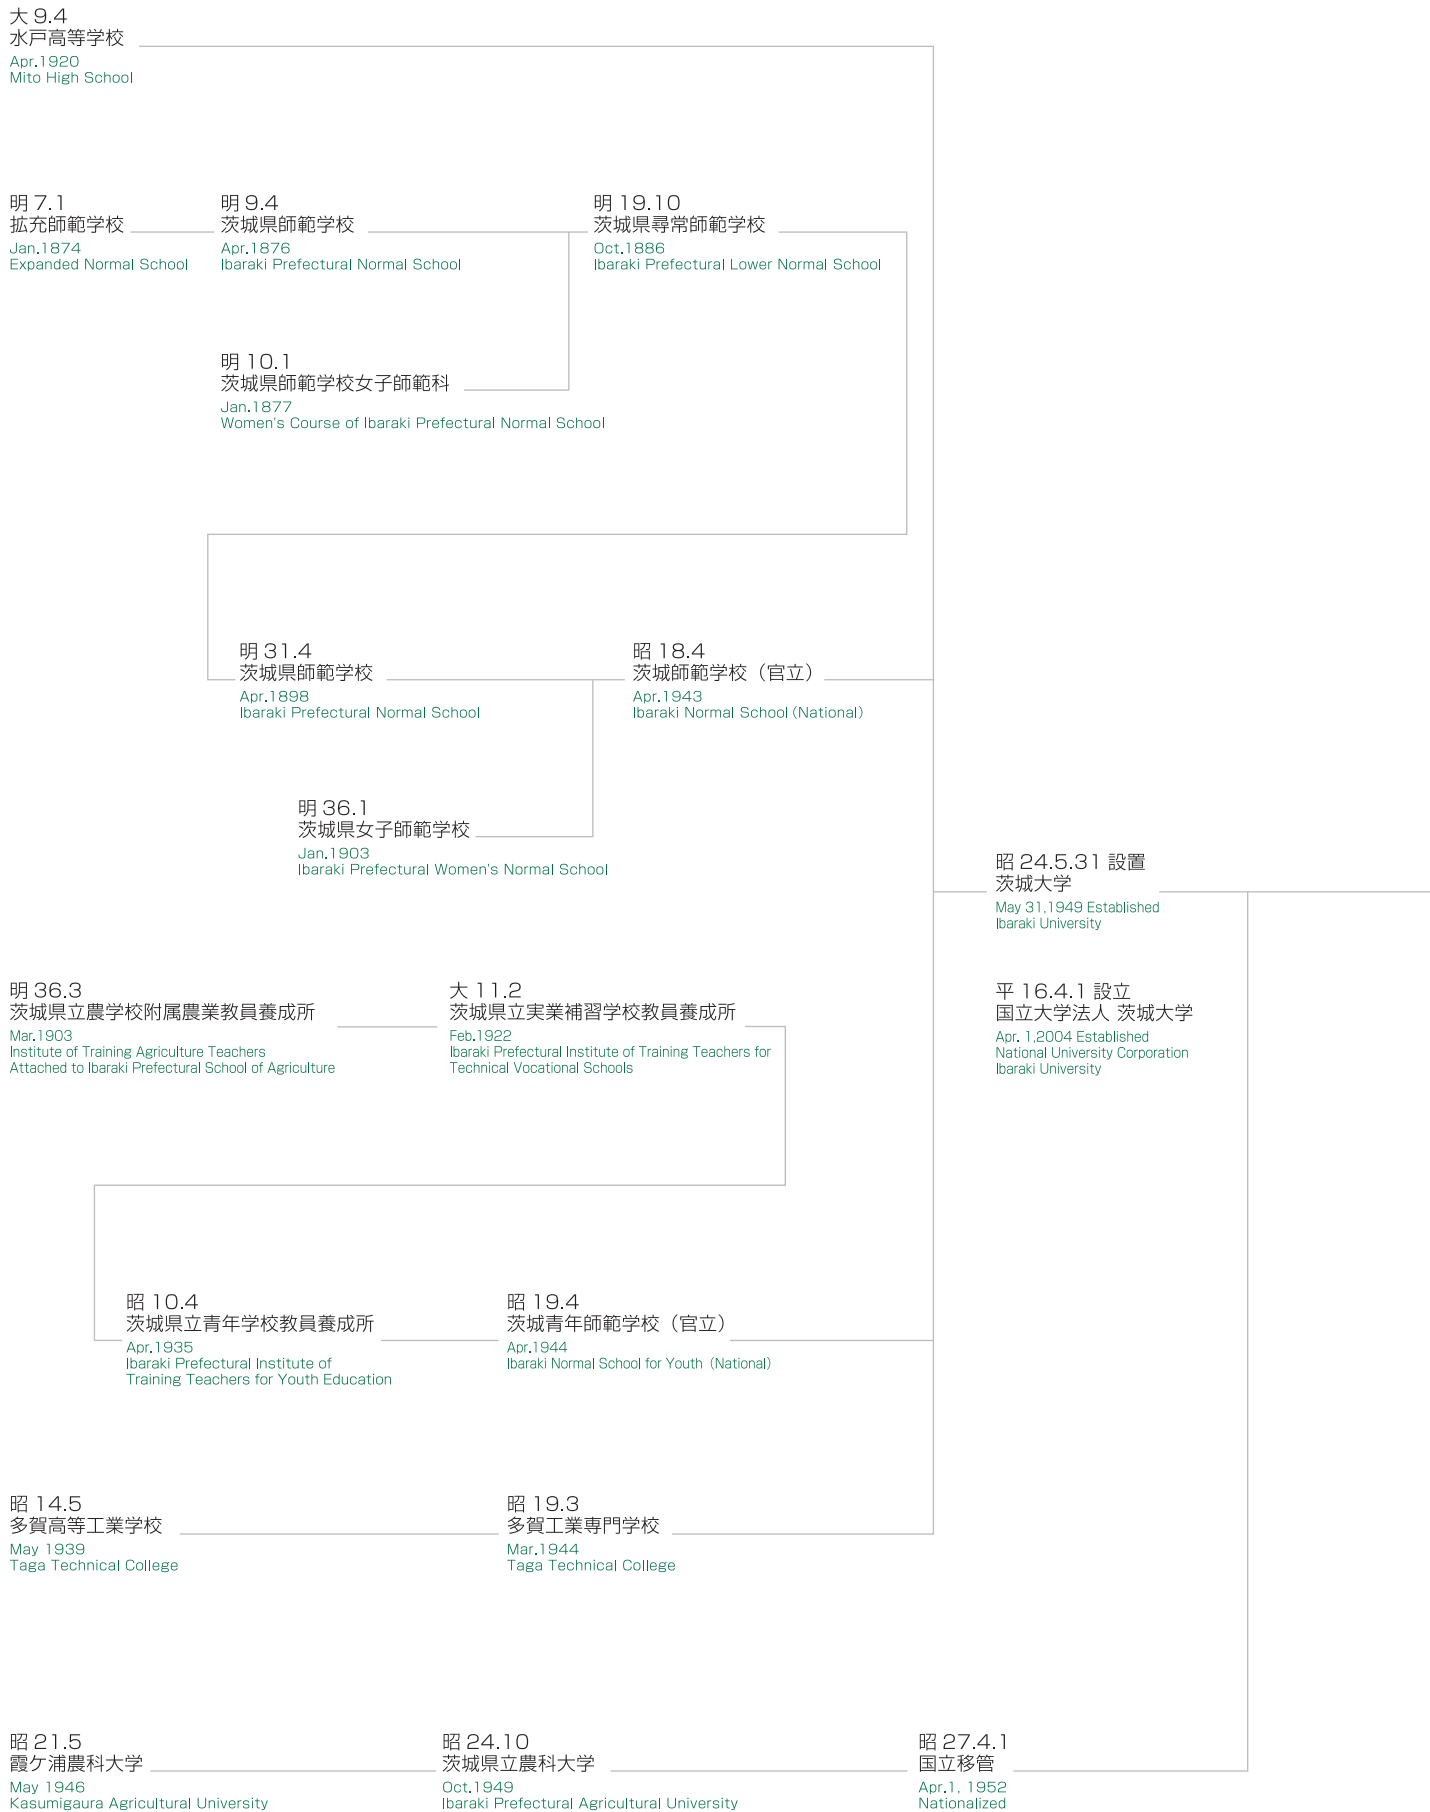 大 9.4
水戸高等学校
Apr.1920
Mito High School
明 7.1
拡充師範学校
Jan.1874
Expanded Normal School
明 9.4
茨城県師範学校
Apr.1876
Ibaraki Prefectural Normal School
明 19.10
茨城県尋常師範学校
Oct.1886
Ibaraki Prefectural Lower Normal School
明 10.1
茨城県師範学校女子師範科
Jan.1877
Women's Course of Ibaraki Prefectural Normal School
明 31.4
茨城県師範学校
Apr.1898
Ibaraki Prefectural Normal School
昭 18.4
茨城師範学校（官立）
Apr.1943
Ibaraki Normal School (National)
明 36.1
茨城県女子師範学校
Jan.1903
Ibaraki Prefectural Women's Normal School
昭 24.5.31 設置
茨城大学
May 31,1949 Established
Ibaraki University
明 36.3
茨城県立農学校附属農業教員養成所
Mar.1903
Institute of Training Agriculture Teachers
Attached to Ibaraki Prefectural School of Agriculture
大 11.2
茨城県立実業補習学校教員養成所
Feb.1922
Ibaraki Prefectural Institute of Training Teachers for
Technical Vocational Schools
平 16.4.1 設立
国立大学法人 茨城大学
Apr. 1,2004 Established
National University Corporation
Ibaraki University
昭 10.4
茨城県立青年学校教員養成所
Apr.1935
Ibaraki Prefectural Institute of
Training Teachers for Youth Education
昭 19.4
茨城青年師範学校（官立）
Apr.1944
Ibaraki Normal School for Youth (National)
昭 14.5
多賀高等工業学校
May 1939
Taga Technical College
昭 19.3
多賀工業専門学校
Mar.1944
Taga Technical College
昭 21.5
霞ケ浦農科大学
May 1946
Kasumigaura Agricultural University
昭 24.10
茨城県立農科大学
Oct.1949
Ibaraki Prefectural Agricultural University
昭 27.4.1
国立移管
Apr.1, 1952
Nationalized